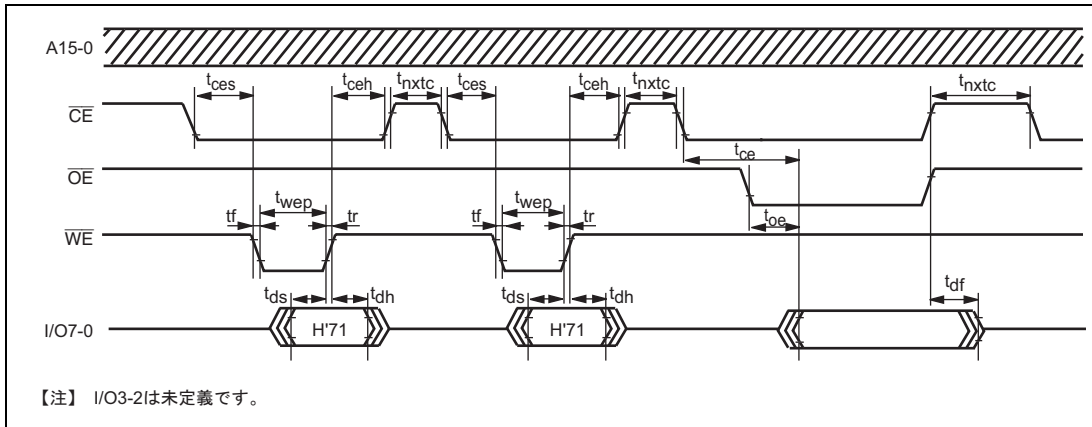 A15-0
tces tceh tnxtc tces tceh tnxtc tnxtc
CE
tce
OE
twep twep
tf tr tf tr toe
WE
tds tdh tds tdh tdf
I/O7-0 H'71 H'71
【注】 I/O3-2は未定義です。